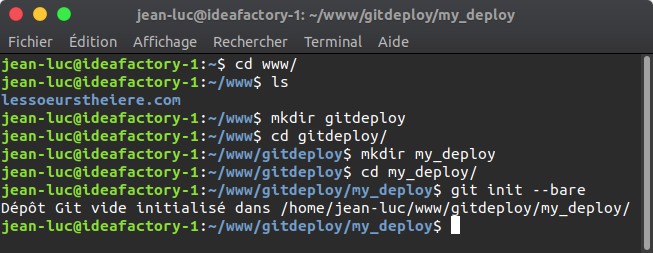 jean-luc@ideafactory-1: ~/www/gitdeploy/my_deploy
Fichier Édition Affichage Rechercher Terminal Aide
jean-luc@ideafactory-1:~$ cd www/
jean-luc@ideafactory-1:~/www$ ls
lessoeurstheiere.com
jean-luc@ideafactory-1:~/www$ mkdir gitdeploy
jean-luc@ideafactory-1:~/www$ cd gitdeploy/
jean-luc@ideafactory-1:~/www/gitdeploy$ mkdir my_deploy
jean-luc@ideafactory-1:~/www/gitdeploy$ cd my_deploy/
jean-luc@ideafactory-1:~/www/gitdeploy/my_deploy$ git init --bare
Dépôt Git vide initialisé dans /home/jean-luc/www/gitdeploy/my_deploy/
jean-luc@ideafactory-1:~/www/gitdeploy/my_deploy$